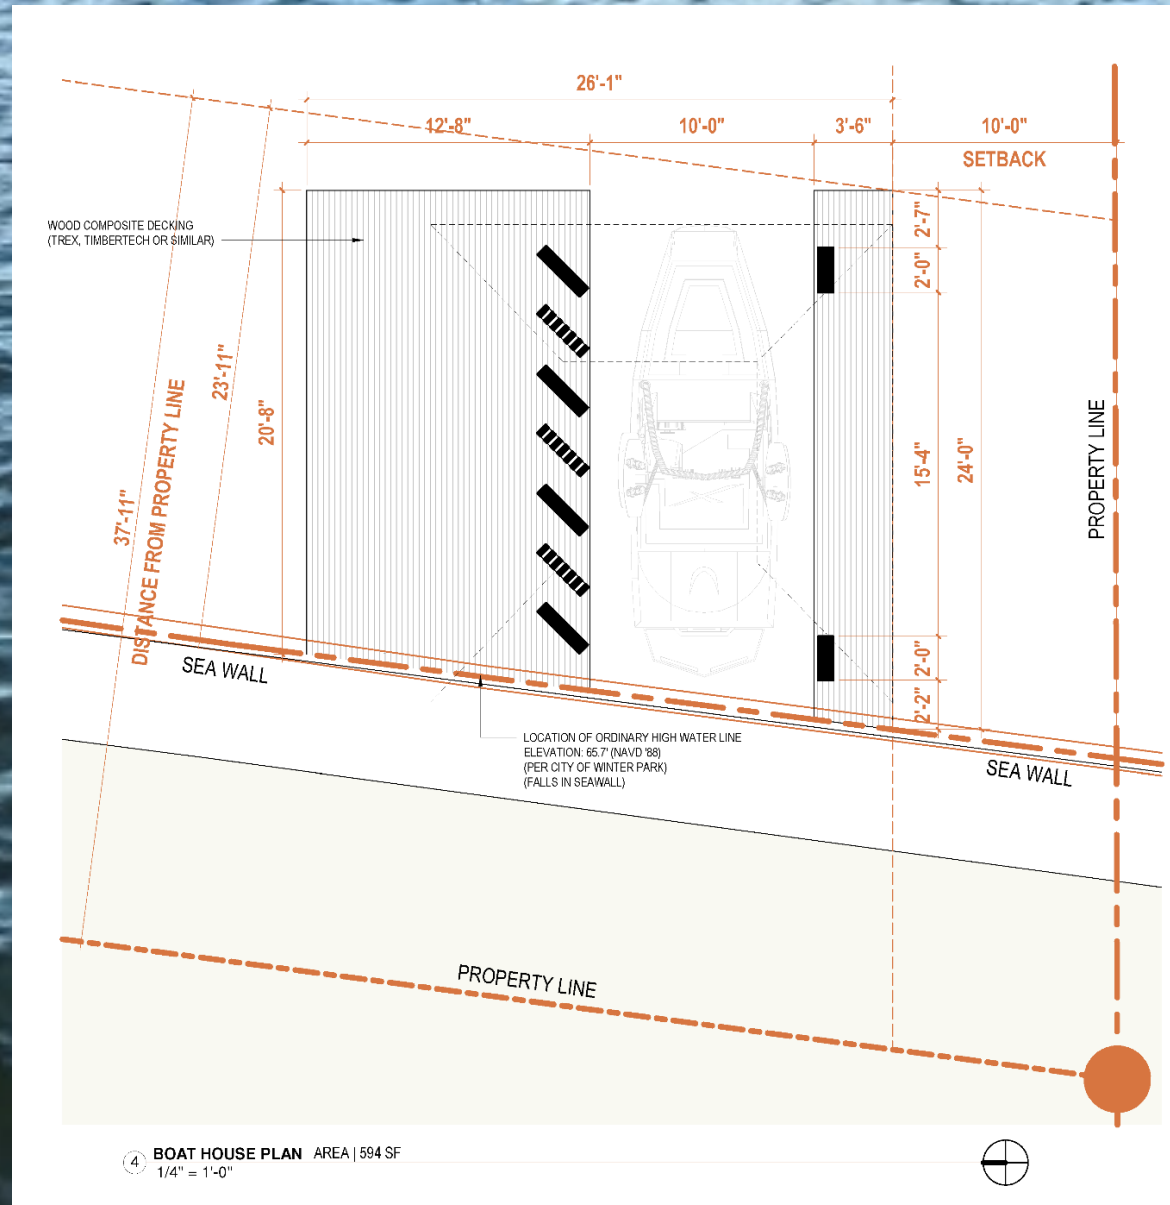 26'-1"
12'-8"
10'-0"
3'-6"
10'-0"
SETBACK
WOOD COMPOSITE DECKING
(TREX, TIMBERTECH OR SIMILAR)
2'-7"
2'-0"
23'-11"
20'-8"
37'-11"
DISTANCE FROM PROPERTY LINE
15'-4"
24'-0"
PROPERTY LINE
2'-0"
2'-2"
SEA WALL
LOCATION OF ORDINARY HIGH WATER LINE
ELEVATION: 65.7' (NAVD '88)
(PER CITY OF WINTER PARK)
(FALLS IN SEAWALL)
SEA WALL
PROPERTY LINE
4
BOAT HOUSE PLAN AREA | 594 SF
1/4" = 1'-0"